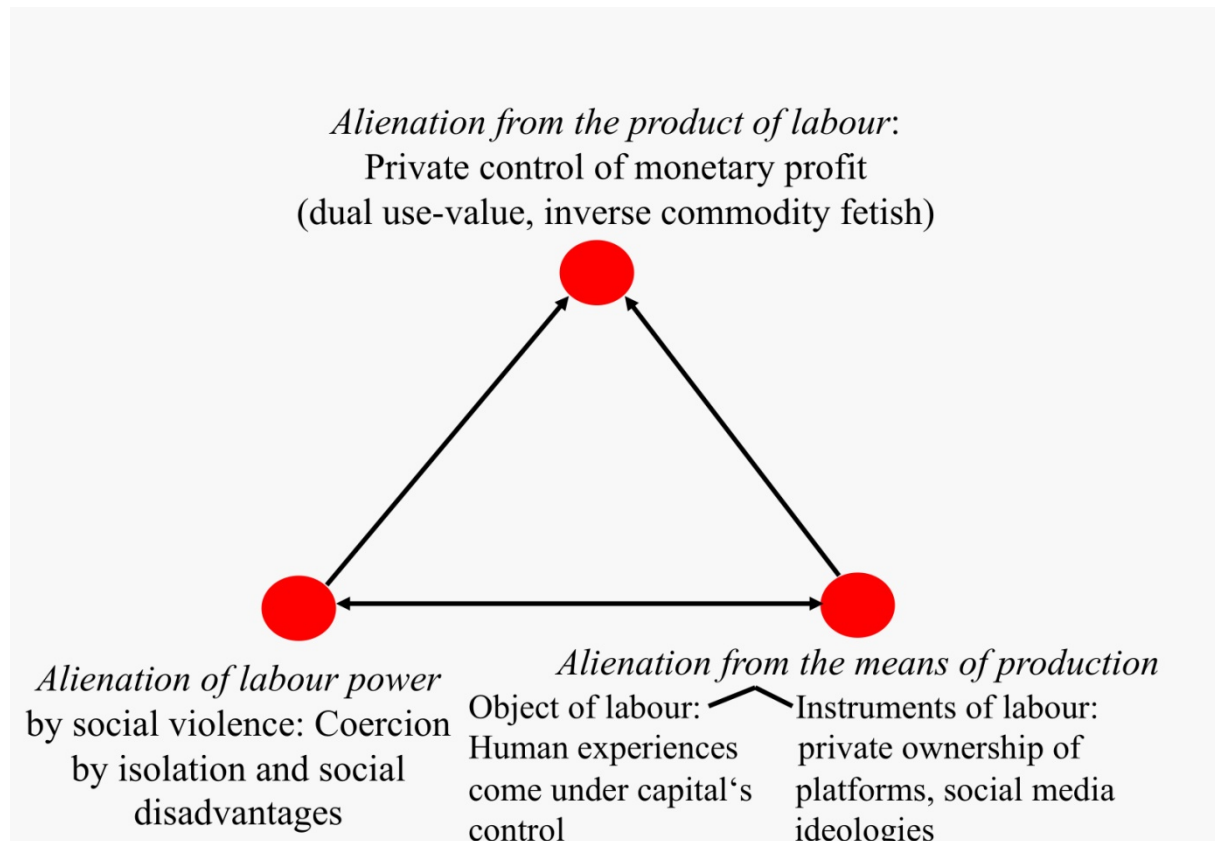 Alienation from the product of labour:
Private control of monetary profit
(dual use-value, inverse commodity fetish)
Alienation of labour power
by social violence: Coercion
by isolation and social
disadvantages
Alienation from the means of production
Object of labour:
Human experiences
come under capital‘s
control
Instruments of labour:
private ownership of
platforms, social media
ideologies